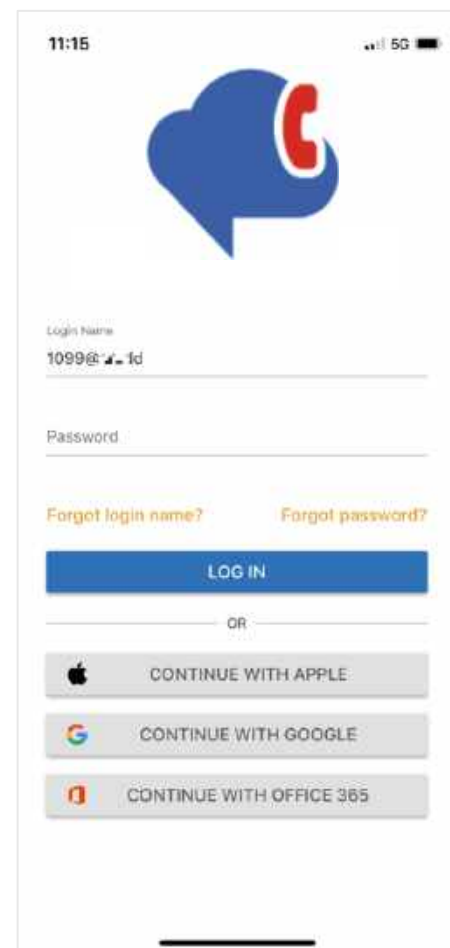 11:15 5G
Login Name
1099@
Password
Forgot login name? Forgot password?
LOG IN
OR
CONTINUE WITH APPLE
CONTINUE WITH GOOGLE
CONTINUE WITH OFFICE 365